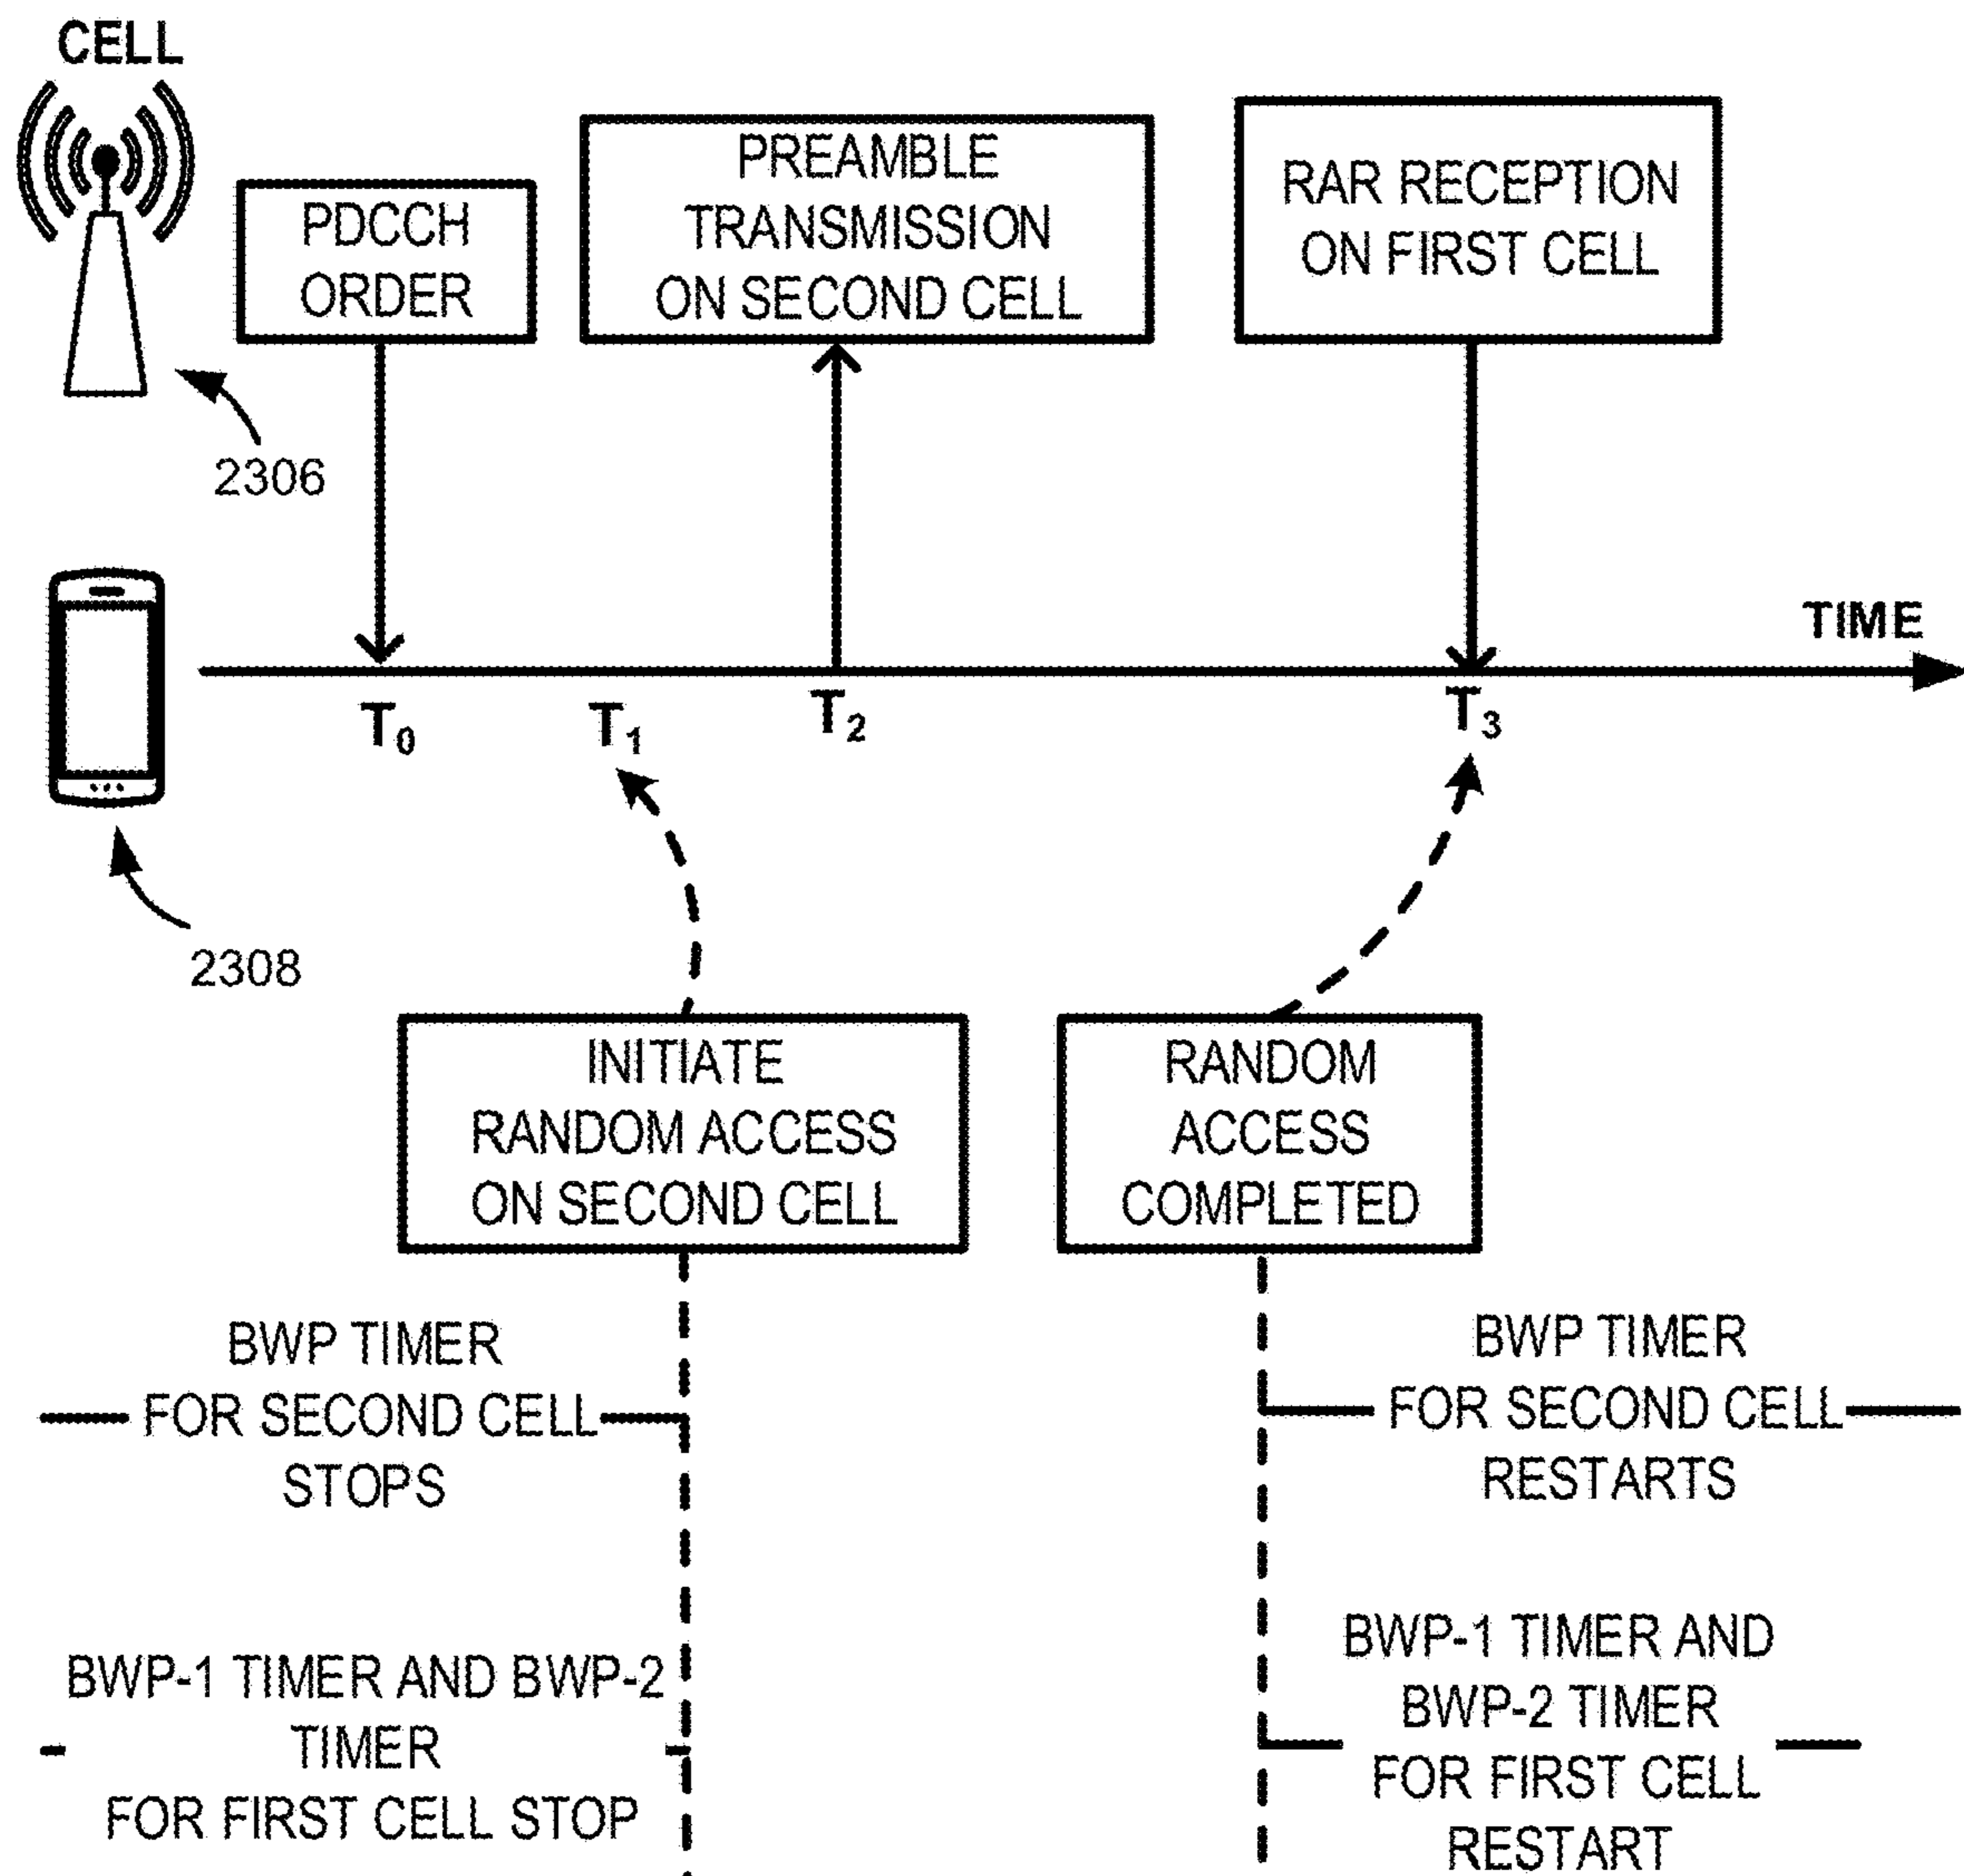 CELL
PDCCH
ORDER
PREAMBLE
TRANSMISSION
ON SECOND CELL
RAR RECEPTION
ON FIRST CELL
2306
TIME
T0
T1
T2
T3
2308
INITIATE
RANDOM ACCESS
ON SECOND CELL
RANDOM
ACCESS
COMPLETED
BWP TIMER
FOR SECOND CELL
STOPS
BWP TIMER
FOR SECOND CELL
RESTARTS
BWP-1 TIMER AND BWP-2
TIMER
FOR FIRST CELL STOP
BWP-1 TIMER AND
BWP-2 TIMER
FOR FIRST CELL
RESTART